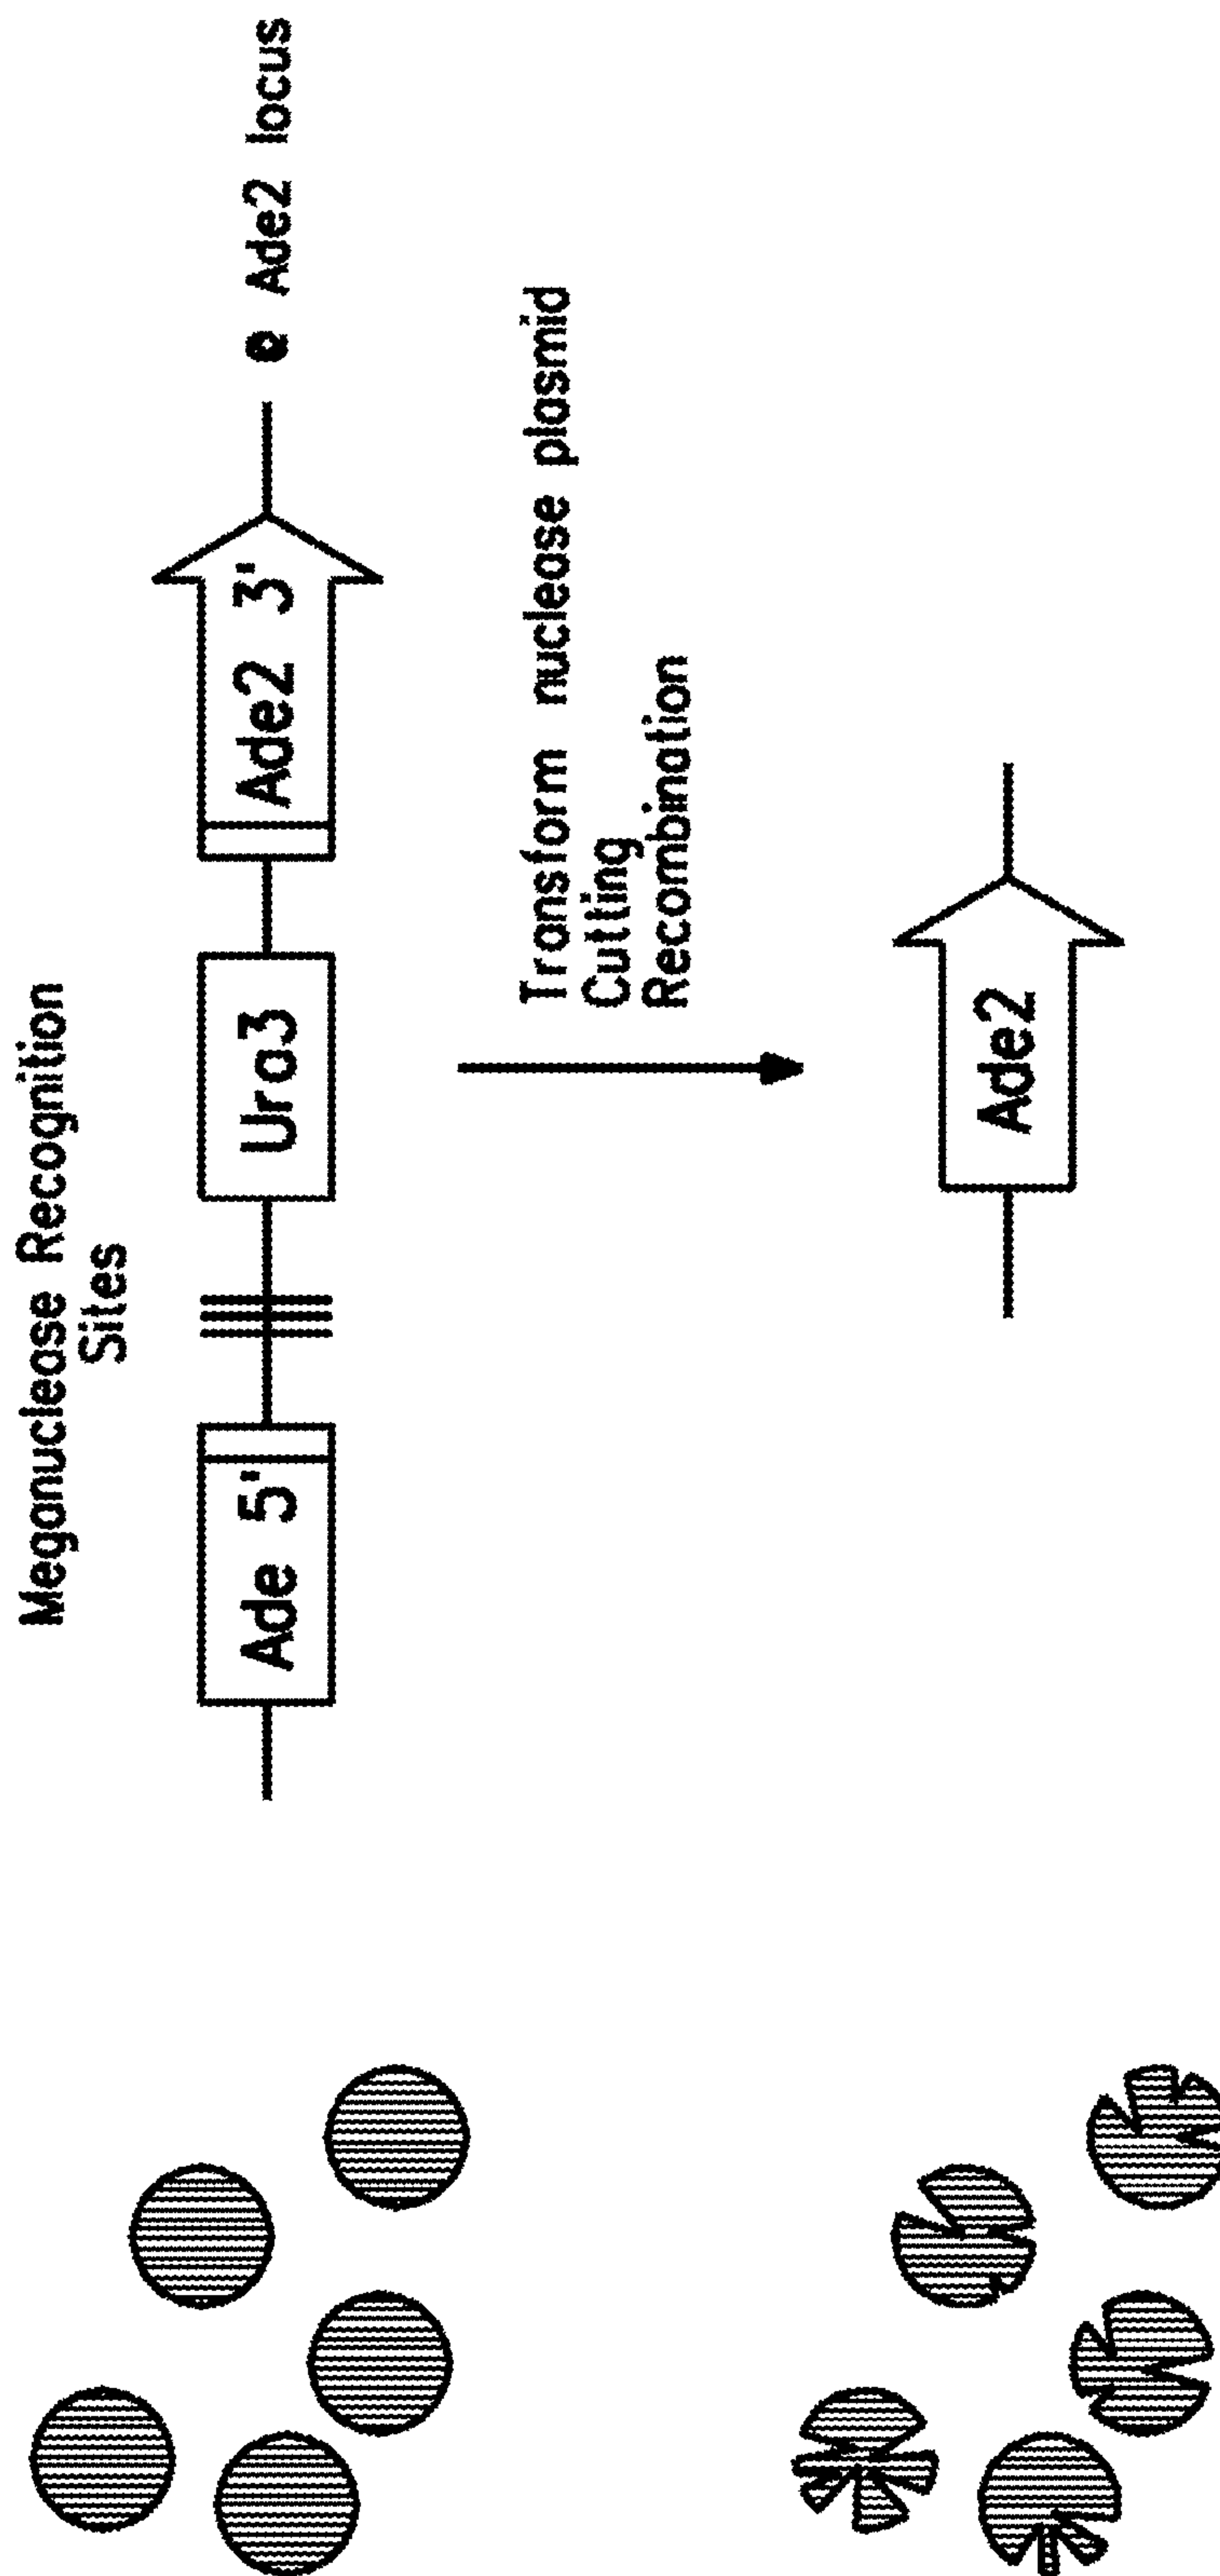 Meganuclease Recognition
Sites
Ade 5'
Ura3
Ade2 3'
@ Ade2 locus
Transform nuclease plasmid
Cutting
Recombination
Ade2